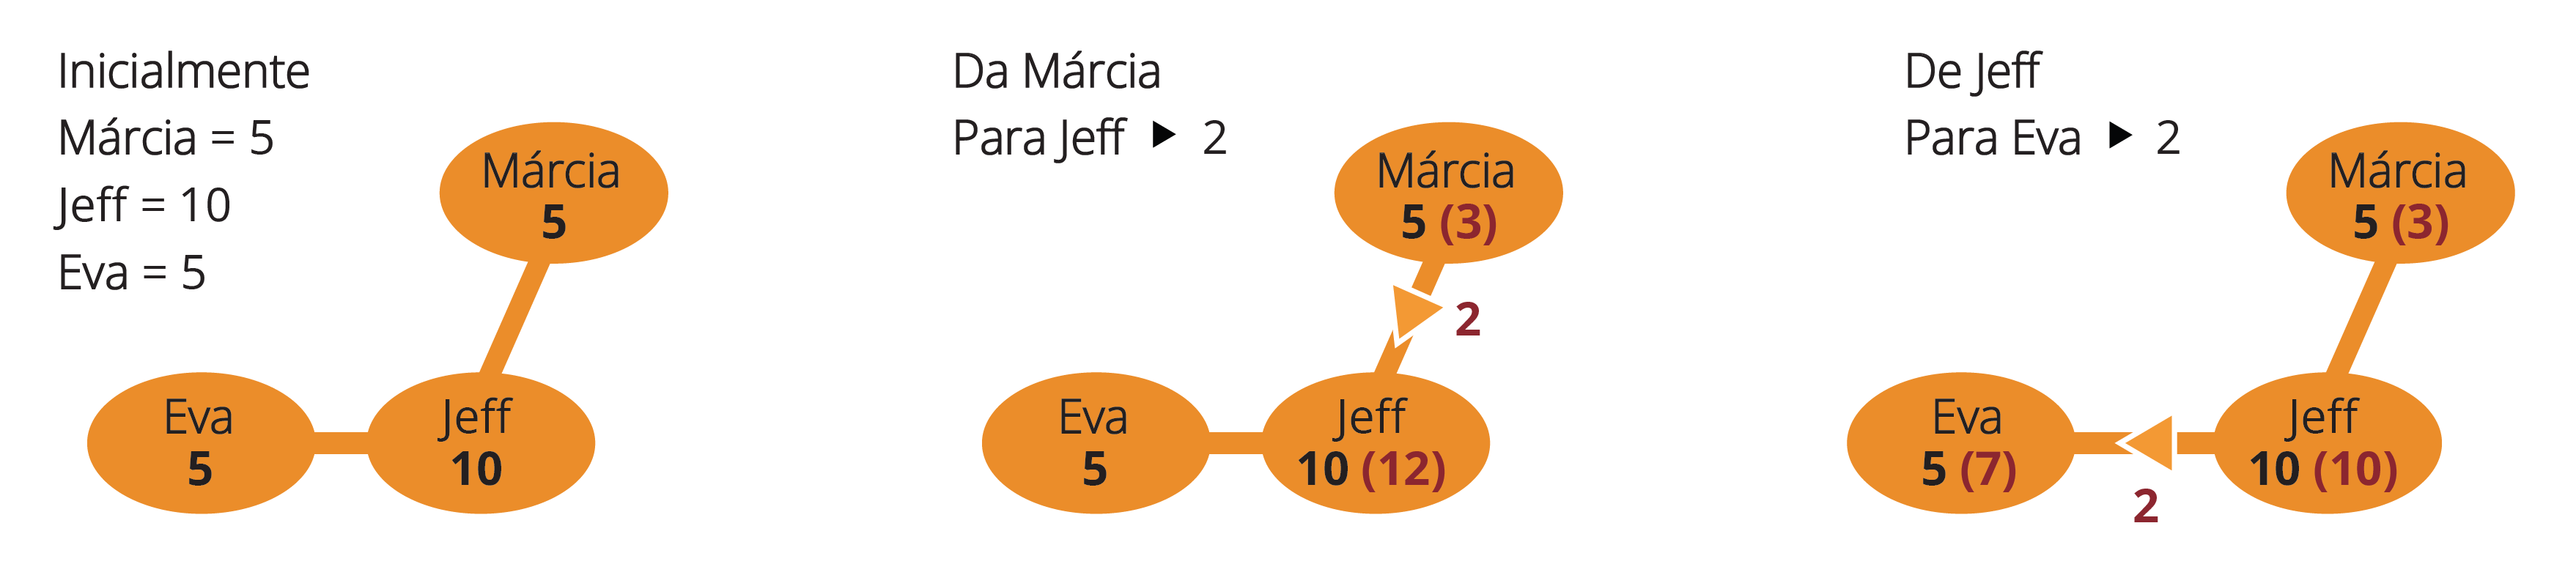 Inicialmente
Márcia = 5
Jeff = 10
Eva = 5
Márcia
5
Eva
5
Jeff
10
Da Márcia
Para Jeff ▶ 2
Márcia
5 (3)
2
Eva
5
Jeff
10 (12)
De Jeff
Para Eva ▶ 2
Márcia
5 (3)
Eva
5 (7)
2
Jeff
10 (10)